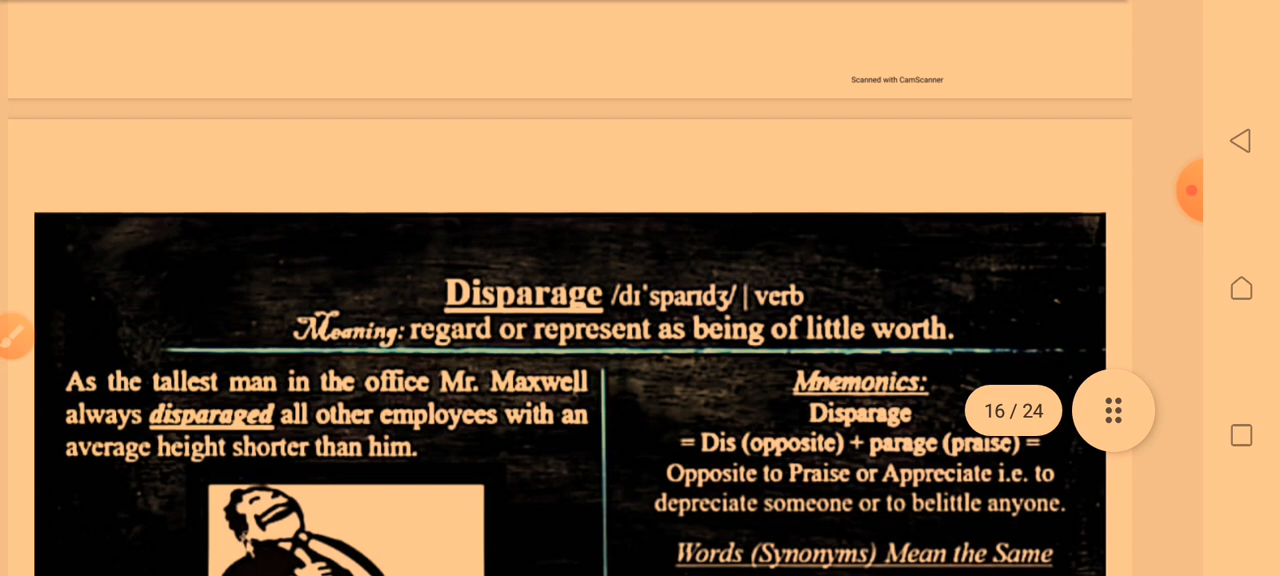 Scanned with CamScanner
Disparage /dɪˈsparɪdʒ/ | verb
Meaning: regard or represent as being of little worth.
As the tallest man in the office Mr. Maxwell
always disparaged all other employees with an
average height shorter than him.
Mnemonics:
Disparage
= Dis (opposite) + parage (praise) =
Opposite to Praise or Appreciate i.e. to
depreciate someone or to belittle anyone.
Words (Synonyms) Mean the Same
16 / 24